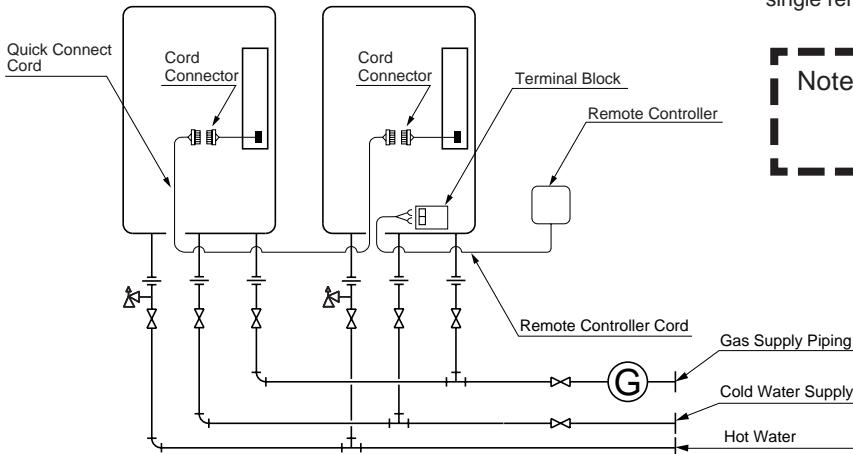 single rem
Quick Connect
Cord
Cord
Connector
Cord
Connector
Terminal Block
Remote Controller
Note
Remote Controller Cord
Gas Supply Piping
G
Cold Water Supply
Hot Water